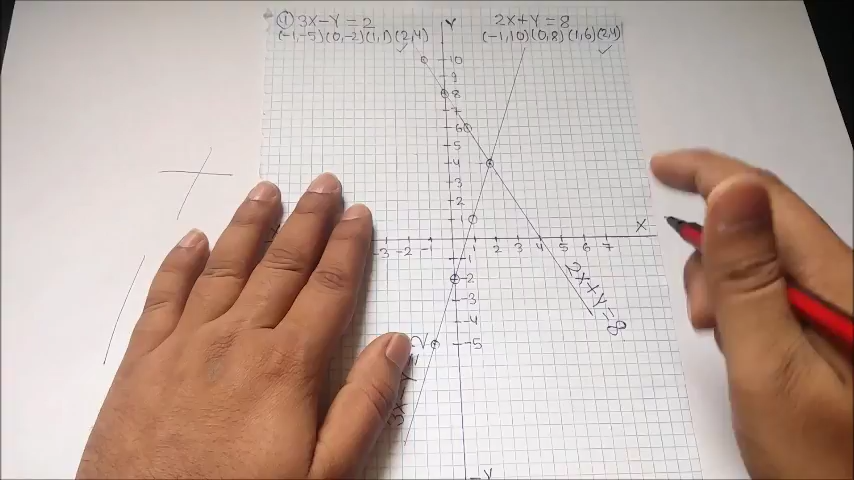 ① 3X-Y=2 2X+Y=8
(-1,-5)(0,-2)(1,1)(2,4) (-1,10)(0,8)(1,6)(2,4)
✓ ✓
Y
10
9
8
7
6
5
4
3
2
1
X
-3 -2 -1 1 2 3 4 5 6 7
-1
-2
-3
-4
-5
2X+Y=8
-Y